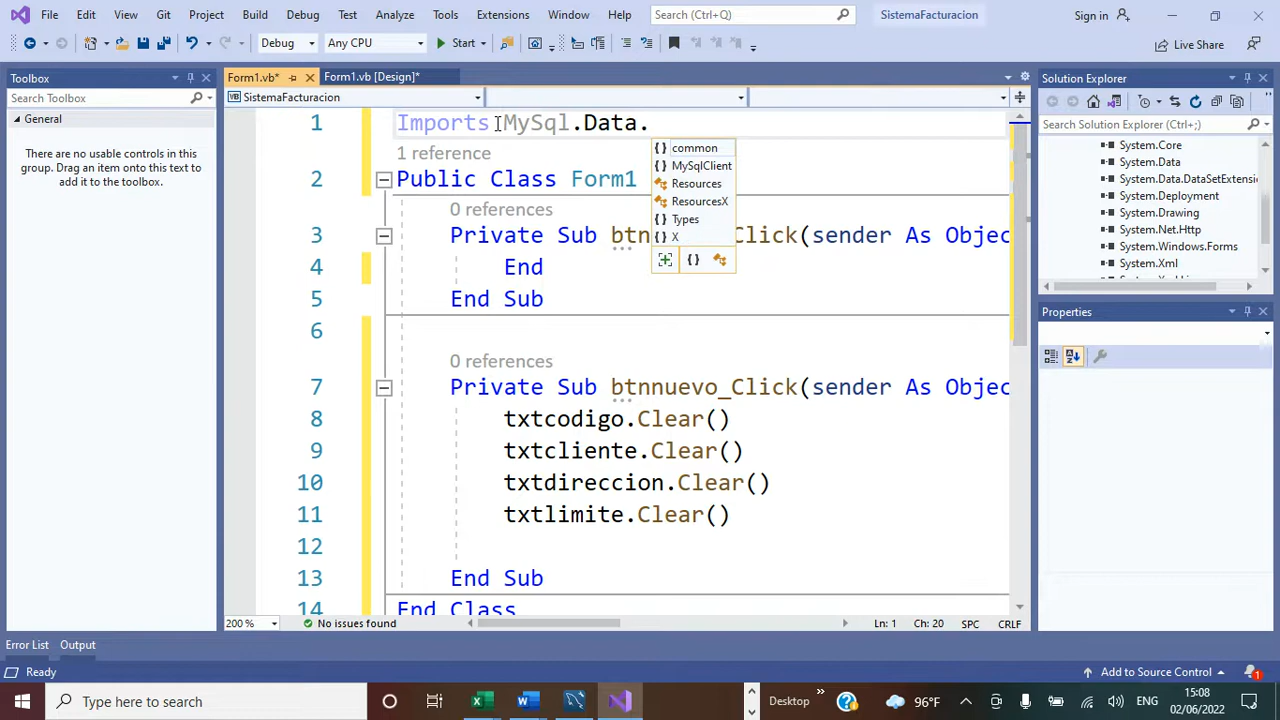 File Edit View Git Project Build Debug Test Analyze Tools Extensions Window Help Search (Ctrl+Q) SistemaFacturacion Sign in
Debug Any CPU Start Live Share
Toolbox
Search Toolbox
General
There are no usable controls in this
group. Drag an item onto this text to
add it to the toolbox.
Form1.vb* Form1.vb [Design]*
SistemaFacturacion
1 Imports MySql.Data.
1 reference
2 Public Class Form1
0 references
3 Private Sub btn Click(sender As Objec
4 End
5 End Sub
6
0 references
7 Private Sub btnnuevo_Click(sender As Objec
8 txtcodigo.Clear()
9 txtcliente.Clear()
10 txtdireccion.Clear()
11 txtlimite.Clear()
12
13 End Sub
14 End Class
common
MySqlClient
Resources
ResourcesX
Types
X
200 % No issues found Ln: 1 Ch: 20 SPC CRLF
Solution Explorer
Search Solution Explorer (Ctrl+;)
System.Core
System.Data
System.Data.DataSetExtensi
System.Deployment
System.Drawing
System.Net.Http
System.Windows.Forms
System.Xml
Properties
Error List Output
Ready Add to Source Control 1
Type here to search Desktop 96°F ENG 15:08
02/06/2022